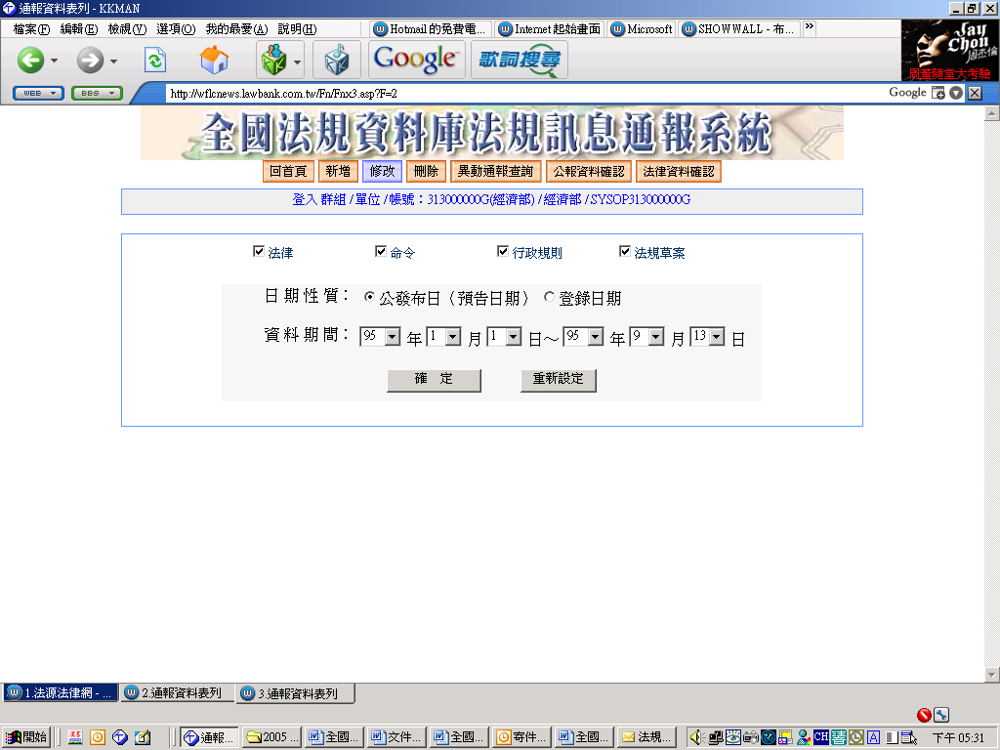 通報資料表列 - KKMAN
檔案(F) 編輯(E) 檢視(V) 選項(O) 我的最愛(A) 說明(H) Hotmail 的免費電... Internet 起始畫面 Microsoft SHOWWALL - 布... »
Google 歌詞搜尋
Jay Chou 周杰倫
周董隨堂大考驗
WEB BBS http://wflcnews.lawbank.com.tw/Fn/Fnx3.asp?F=2 Google
全國法規資料庫法規訊息通報系統
回首頁 新增 修改 刪除 異動通報查詢 公報資料確認 法律資料確認
登入 群組 / 單位 / 帳號：313000000G(經濟部) / 經濟部 / SYSOP313000000G
法律 命令 行政規則 法規草案
日期性質： 公發布日（預告日期） 登錄日期
資料期間： 95 年 1 月 1 日～ 95 年 9 月 13 日
確 定 重新設定
1.法源法律網 - ... 2.通報資料表列 3.通報資料表列
開始 通報... 2005 ... 全國... 文件... 全國... 寄件... 全國... 法規... CH A 下午 05:31